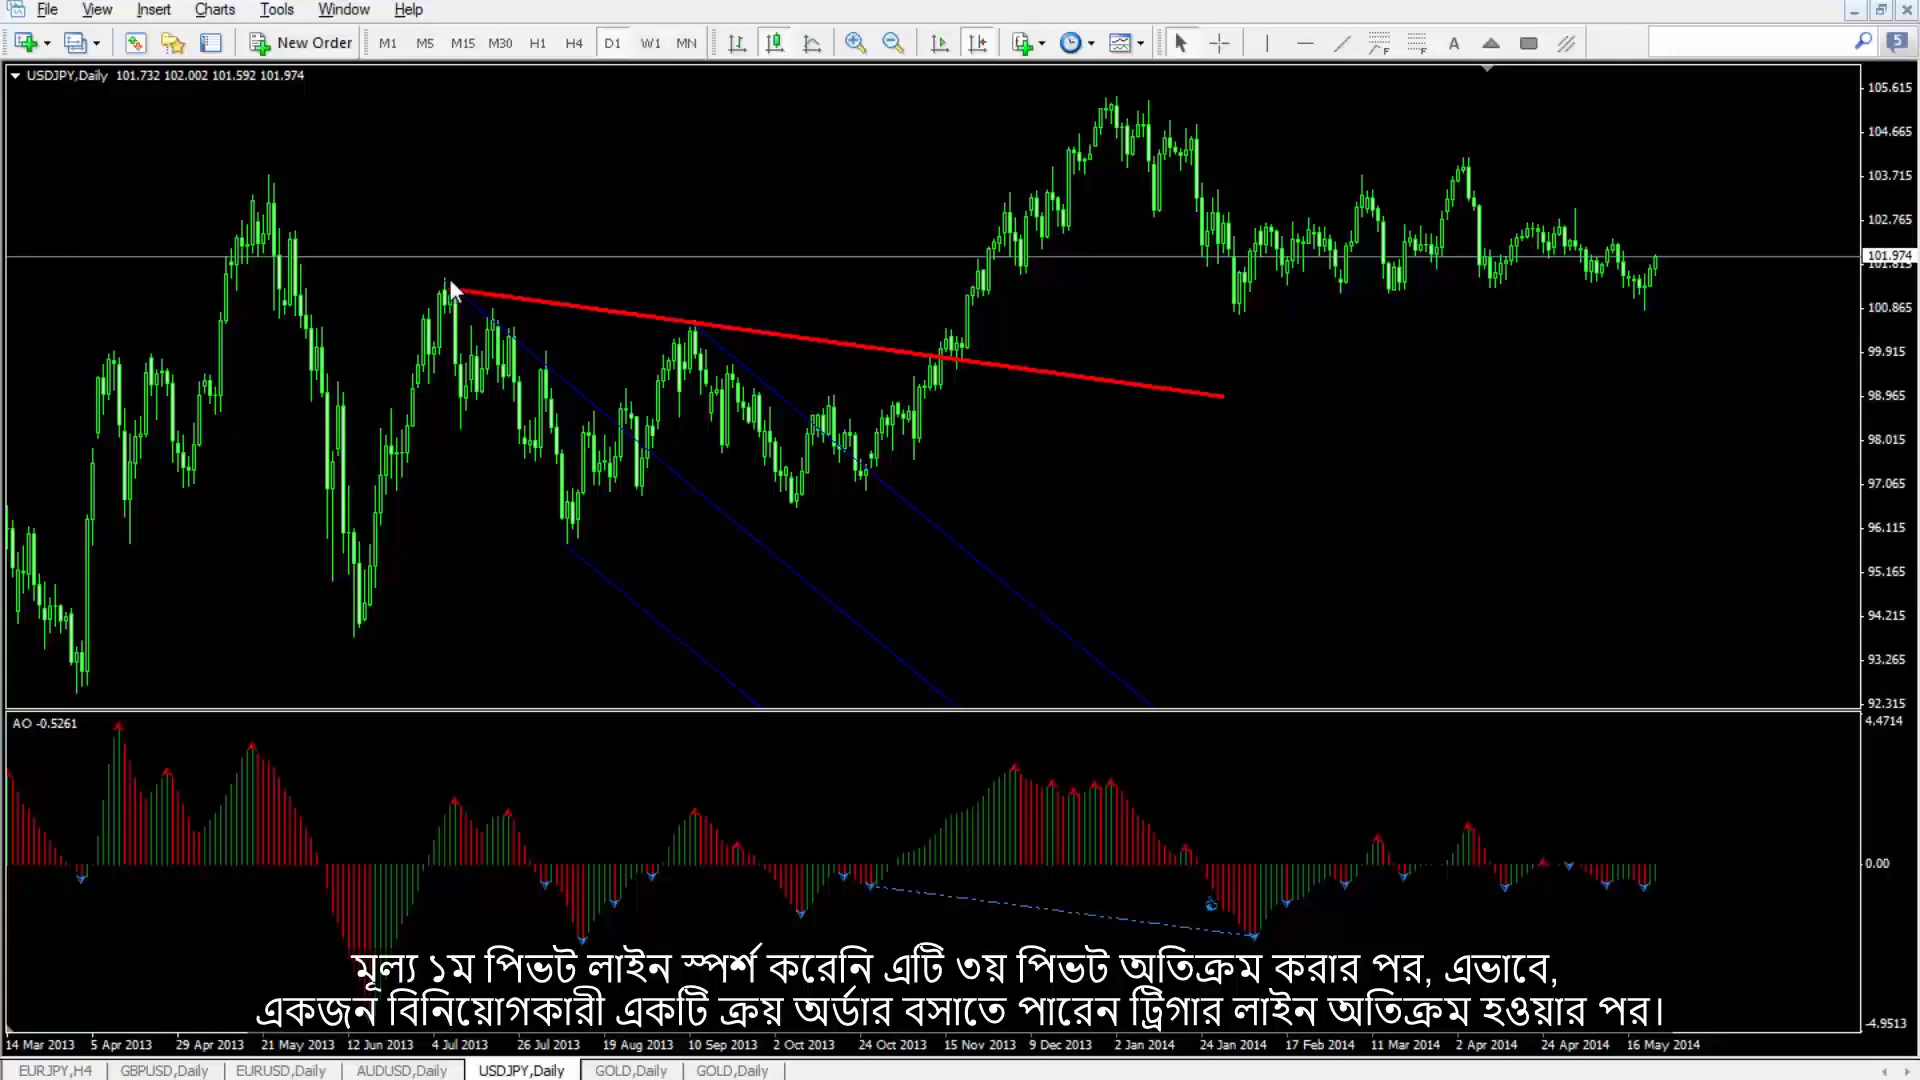 File View Insert Charts Tools Window Help
New Order M1 M5 M15 M30 H1 H4 D1 W1 MN A 5
USDJPY,Daily 101.732 102.002 101.592 101.974
105.615
104.665
103.715
102.765
101.974
100.865
99.915
98.965
98.015
97.065
96.115
95.165
94.215
93.265
92.315
AO -0.5261
4.4714
0.00
-4.9513
মূল্য ১ম পিভট লাইন স্পর্শ করেনি এটি ৩য় পিভট অতিক্রম করার পর, এভাবে,
একজন বিনিয়োগকারী একটি ক্রয় অর্ডার বসাতে পারেন ট্রিগার লাইন অতিক্রম হওয়ার পর।
14 Mar 2013 5 Apr 2013 29 Apr 2013 21 May 2013 12 Jun 2013 4 Jul 2013 26 Jul 2013 19 Aug 2013 10 Sep 2013 2 Oct 2013 24 Oct 2013 15 Nov 2013 9 Dec 2013 2 Jan 2014 24 Jan 2014 17 Feb 2014 11 Mar 2014 2 Apr 2014 24 Apr 2014 16 May 2014
EURJPY,H4 GBPUSD,Daily EURUSD,Daily AUDUSD,Daily USDJPY,Daily GOLD,Daily GOLD,Daily